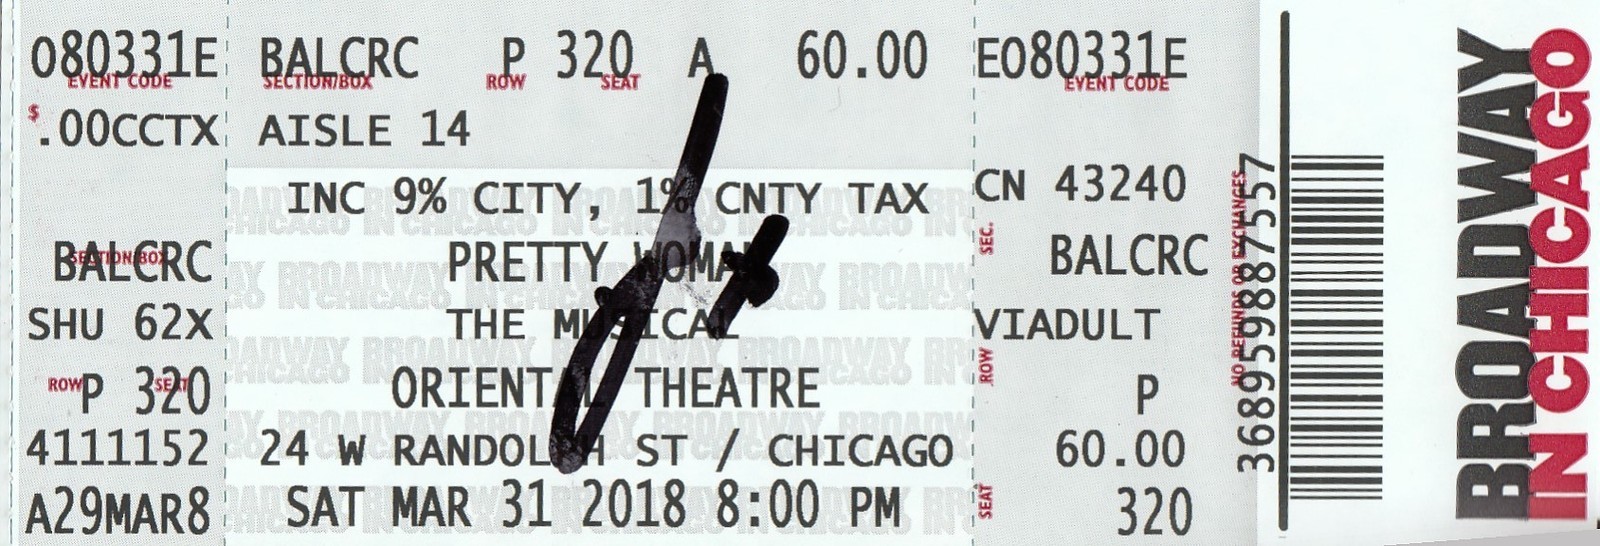 080331E
EVENT CODE
$.00CCTX
BALCRC
SECTION/BOX
SHU 62X
ROW SEAT
P 320
4111152
A29MAR8
BALCRC P 320 A 60.00
SECTION/BOX ROW SEAT
AISLE 14
INC 9% CITY, 1% CNTY TAX
PRETTY WOMAN
THE MUSICAL
ORIENTAL THEATRE
24 W RANDOLPH ST / CHICAGO
SAT MAR 31 2018 8:00 PM
EO80331E
EVENT CODE
CN 43240
SEC.
BALCRC
VIADULT
ROW
P
60.00
SEAT
320
NO REFUNDS OR EXCHANGES
368959887557
BROADWAY
IN CHICAGO